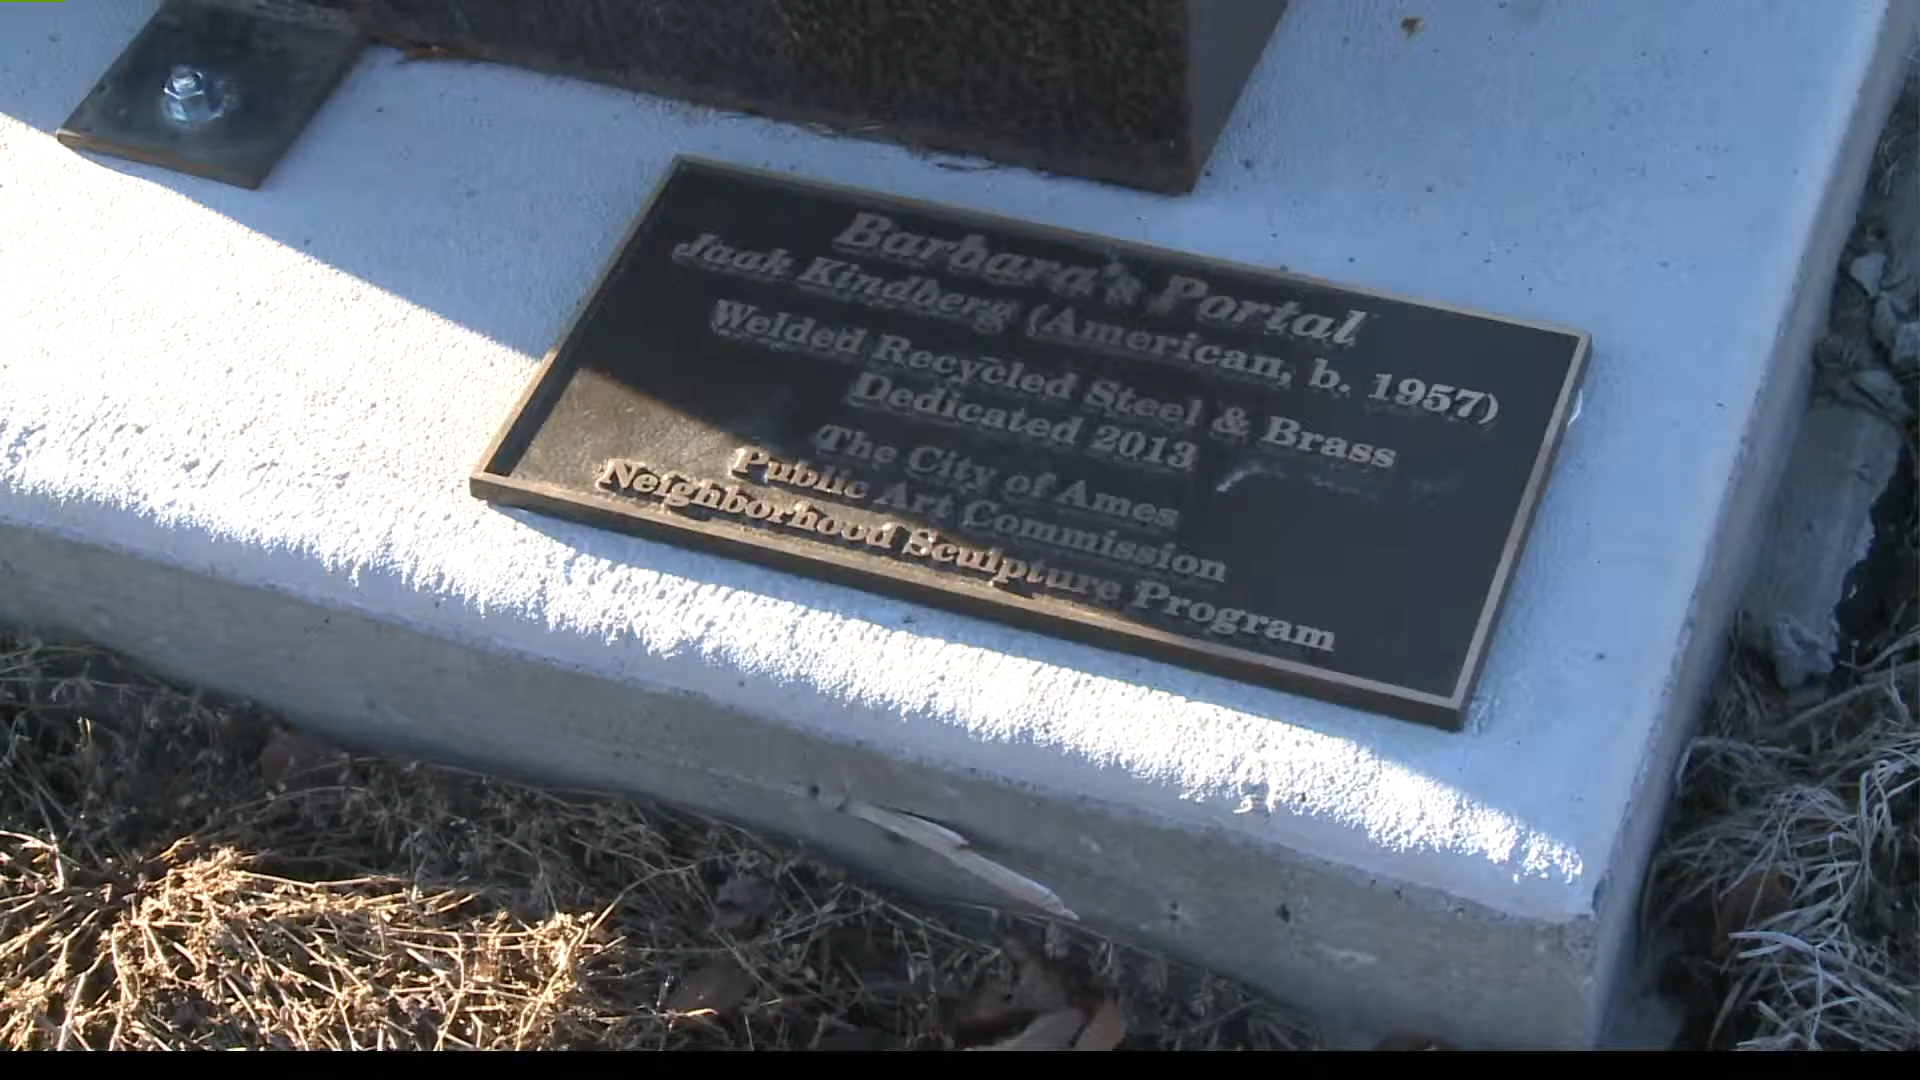 Barbara's Portal
Jaak Kindberg (American, b. 1957)
Welded Recycled Steel & Brass
Dedicated 2013
The City of Ames
Public Art Commission
Neighborhood Sculpture Program